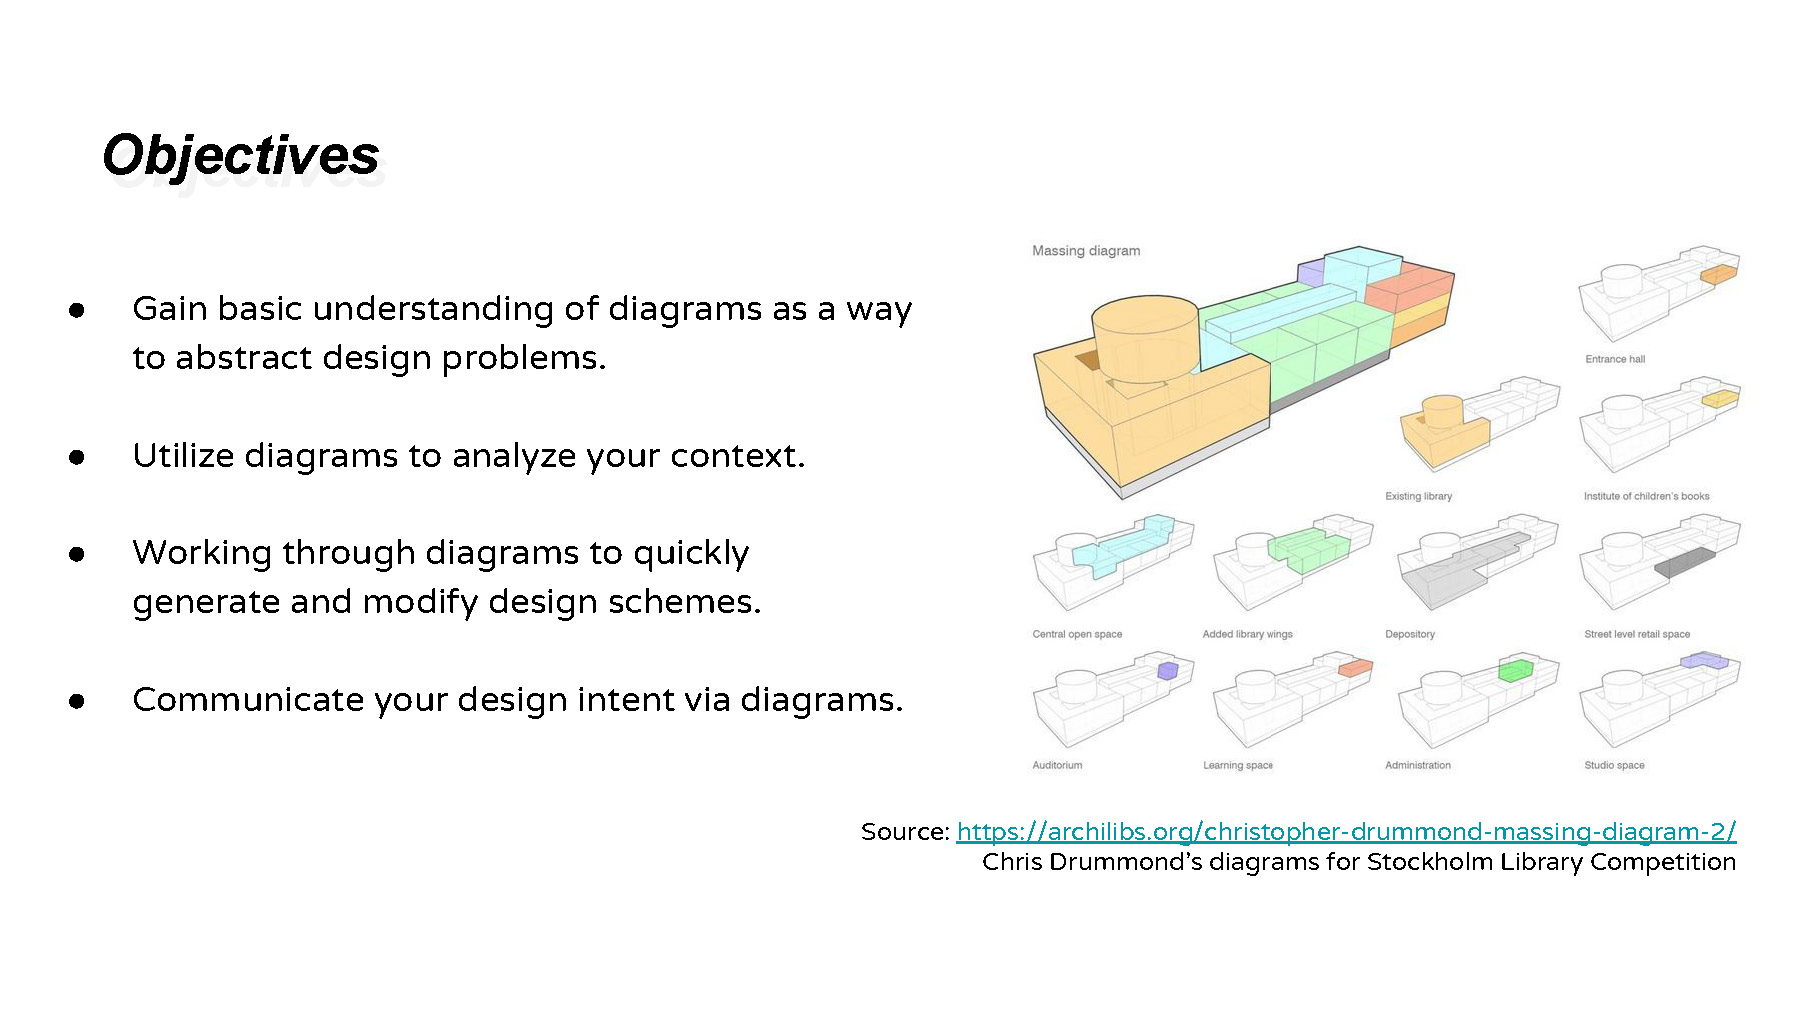 Objectives
● Gain basic understanding of diagrams as a way
to abstract design problems.
● Utilize diagrams to analyze your context.
● Working through diagrams to quickly
generate and modify design schemes.
● Communicate your design intent via diagrams.
Massing diagram
Entrance hall
Existing library
Institute of children's books
Central open space
Added library wings
Depository
Street level retail space
Auditorium
Learning space
Administration
Studio space
Source: https://archilibs.org/christopher-drummond-massing-diagram-2/
Chris Drummond's diagrams for Stockholm Library Competition